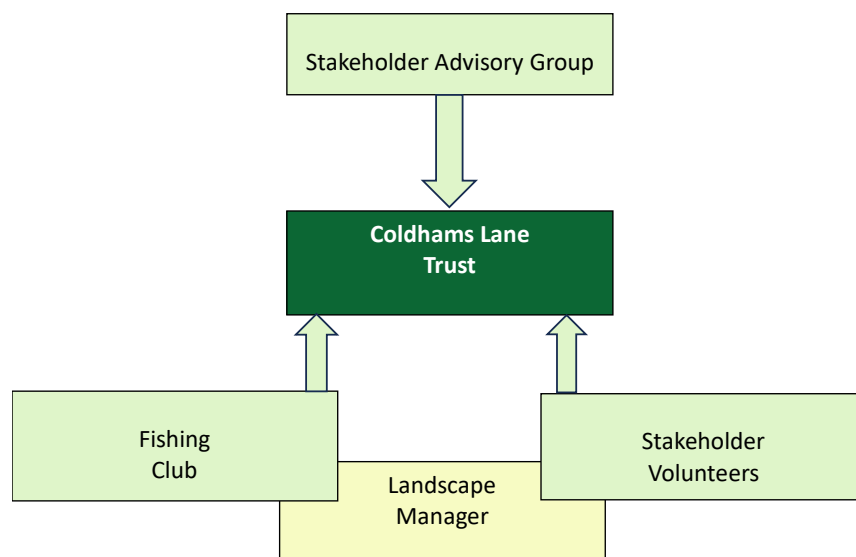 Stakeholder Advisory Group
Coldhams Lane
Trust
Fishing
Club
Stakeholder
Volunteers
Landscape
Manager